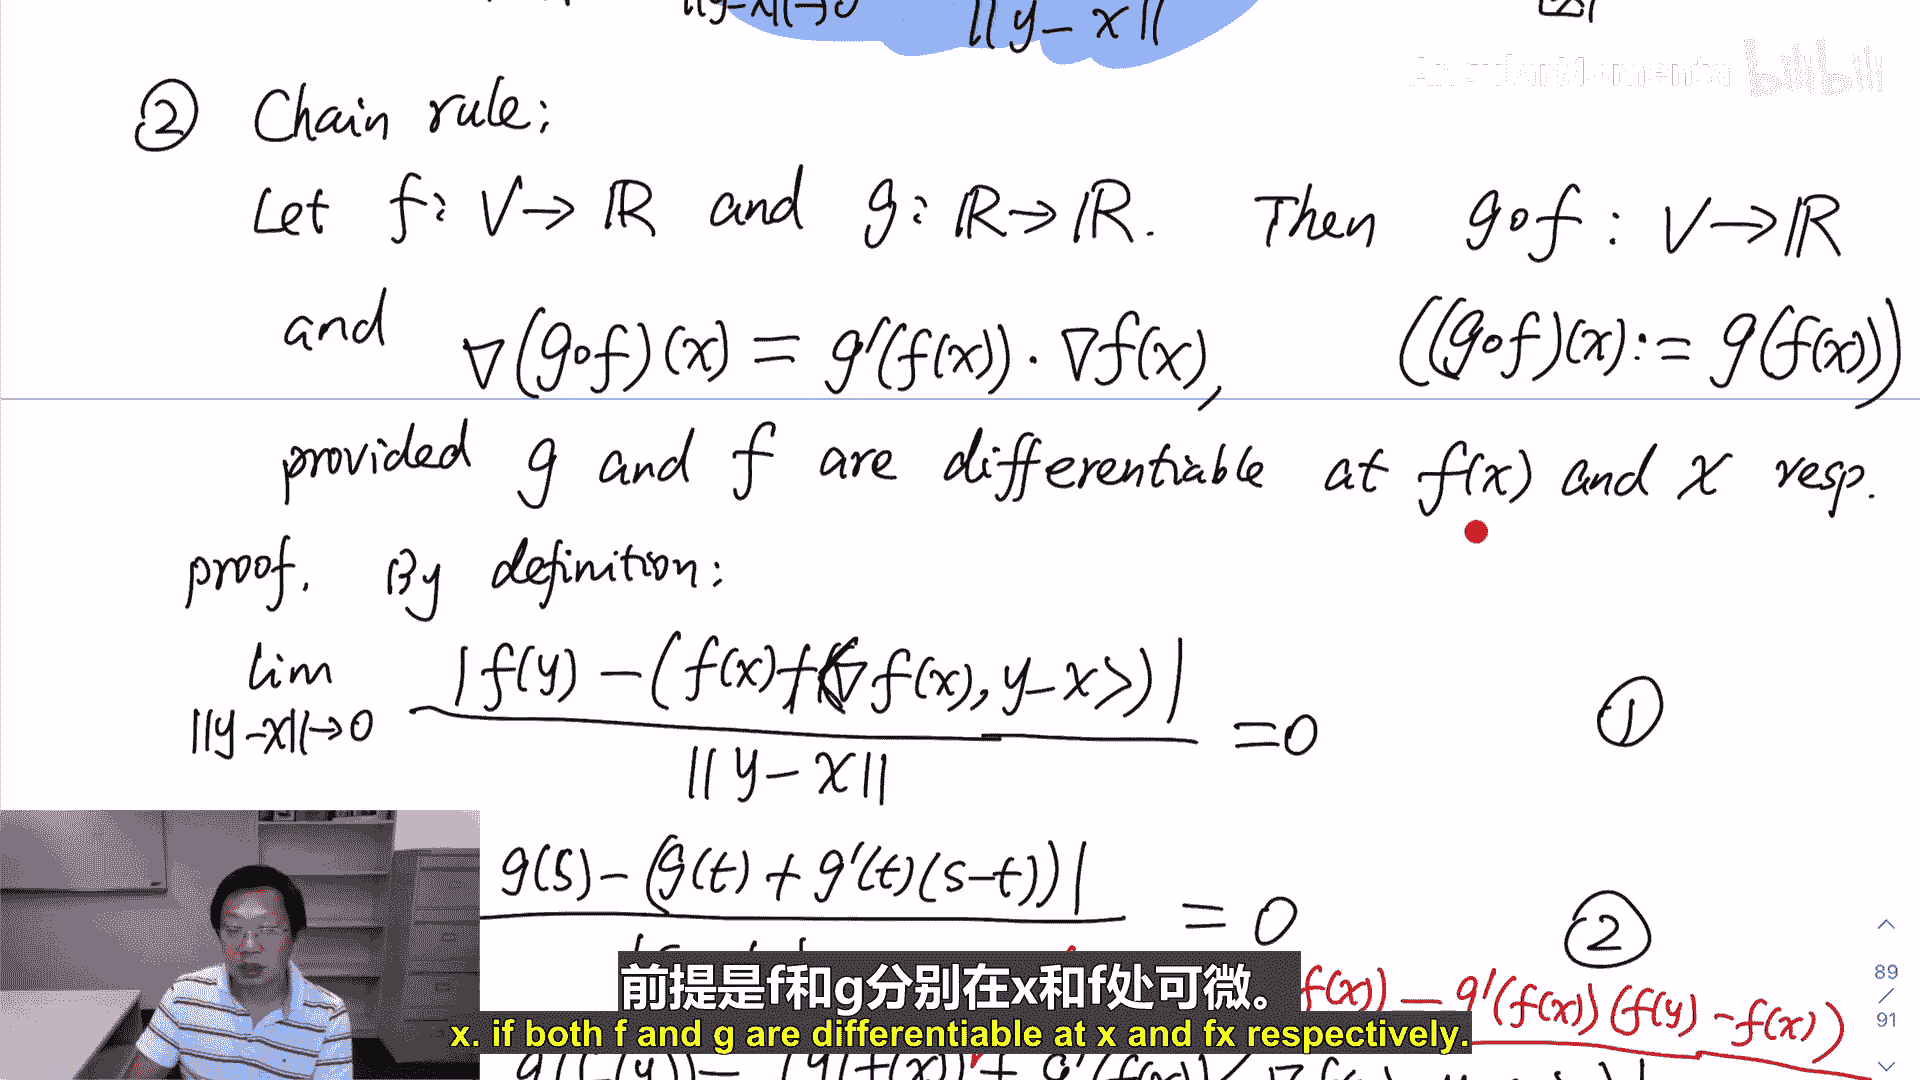 ||y-x||→0 ||y-x||
② Chain rule:
Let f: V→ℝ and g: ℝ→ℝ. Then g∘f : V→ℝ
and ∇(g∘f)(x) = g'(f(x))·∇f(x), ((g∘f)(x) := g(f(x)))
provided g and f are differentiable at f(x) and x resp.
proof. By definition:
lim |f(y) - (f(x)+⟨∇f(x), y-x⟩)|
||y-x||→0 ||y-x|| =0 ①
g(s) - (g(t) + g'(t)(s-t))| = 0 ②
f(x)) - g'(f(x))(f(y) - f(x))
前提是f和g分别在x和f处可微。
x. if both f and g are differentiable at x and fx respectively.
bilibili
89
91